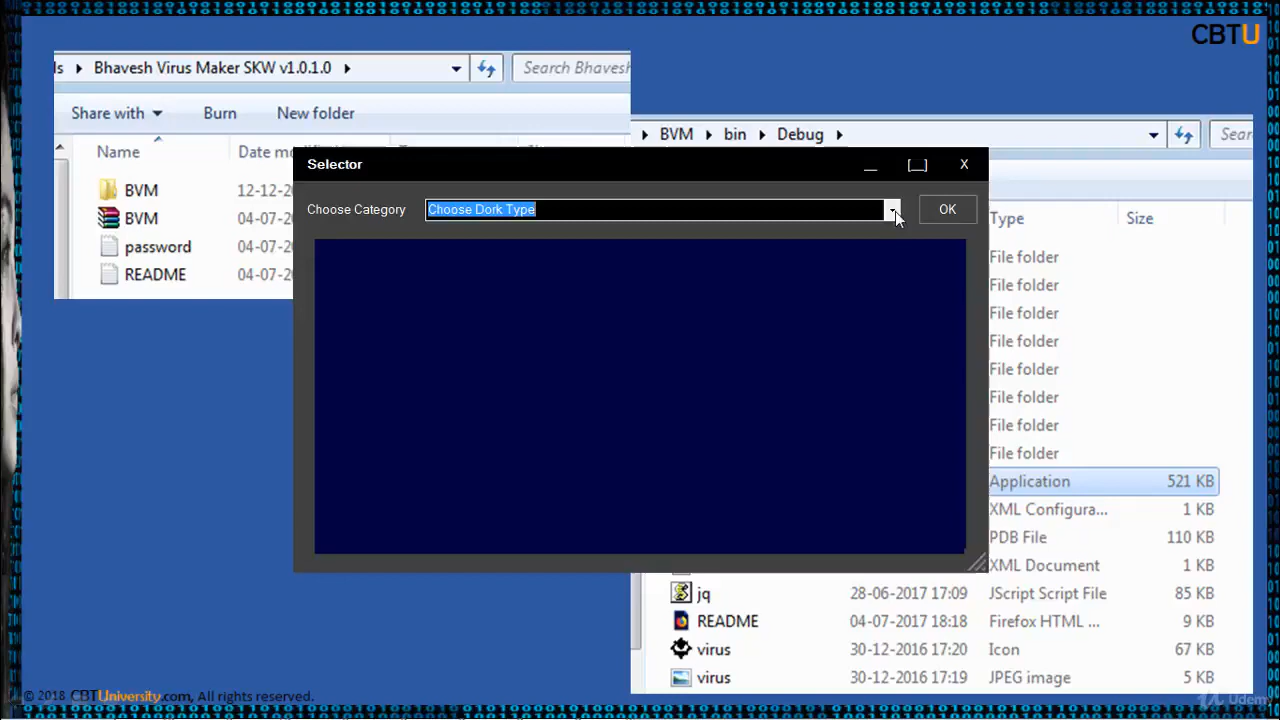 CBTU
ls ▸ Bhavesh Virus Maker SKW v1.0.1.0 ▸
Search Bhavesh
Share with
Burn
New folder
BVM ▸ bin ▸ Debug ▸
Sear
Name
Date mo
Selector
Choose Category
Choose Dork Type
OK
BVM
12-12-20
BVM
04-07-20
password
04-07-20
README
04-07-20
Type
Size
File folder
File folder
File folder
File folder
File folder
File folder
File folder
File folder
Application
521 KB
XML Configura...
1 KB
PDB File
110 KB
XML Document
1 KB
jq
28-06-2017 17:09
JScript Script File
85 KB
README
04-07-2017 18:18
Firefox HTML ...
9 KB
virus
30-12-2016 17:20
Icon
67 KB
virus
30-12-2016 17:19
JPEG image
5 KB
© 2018 CBTUniversity.com, All rights reserved.
Udemy